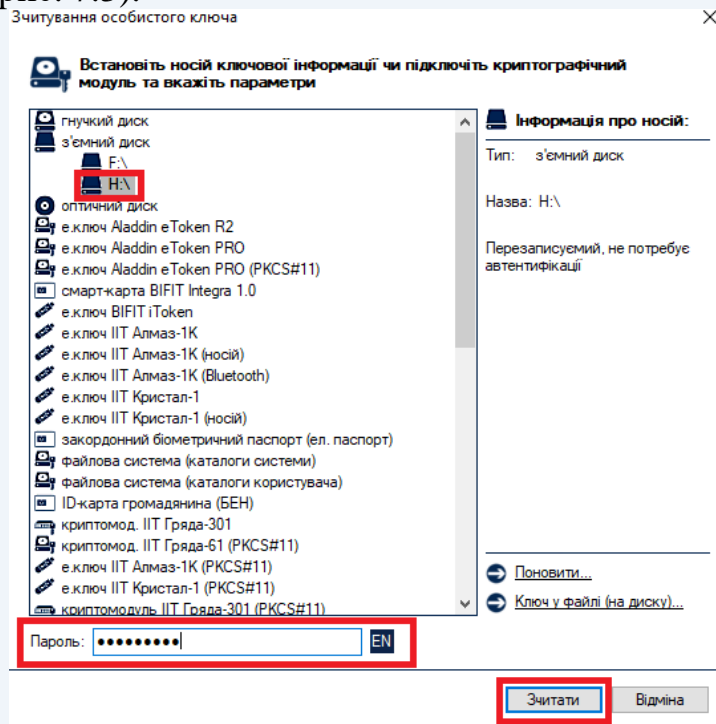 Зчитування особистого ключа
Встановіть носій ключової інформації чи підключіть криптографічний
модуль та вкажіть параметри
гнучкий диск
з'ємний диск
F:\
H:\
оптичний диск
е.ключ Aladdin eToken R2
е.ключ Aladdin eToken PRO
е.ключ Aladdin eToken PRO (PKCS#11)
смарт-карта BIFIT Integra 1.0
е.ключ BIFIT iToken
е.ключ ІІТ Алмаз-1К
е.ключ ІІТ Алмаз-1К (носій)
е.ключ ІІТ Алмаз-1К (Bluetooth)
е.ключ ІІТ Кристал-1
е.ключ ІІТ Кристал-1 (носій)
закордонний біометричний паспорт (ел. паспорт)
файлова система (каталоги системи)
файлова система (каталоги користувача)
ID-карта громадянина (БЕН)
криптомод. ІІТ Гряда-301
криптомод. ІІТ Гряда-61 (PKCS#11)
е.ключ ІІТ Алмаз-1К (PKCS#11)
е.ключ ІІТ Кристал-1 (PKCS#11)
криптомодуль ІІТ Гряда-301 (PKCS#11)
Інформація про носій:
Тип: з'ємний диск
Назва: H:\
Перезаписуємий, не потребує
автентифікації
Поновити...
Ключ у файлі (на диску)...
Пароль: •••••••••
EN
Зчитати
Відміна